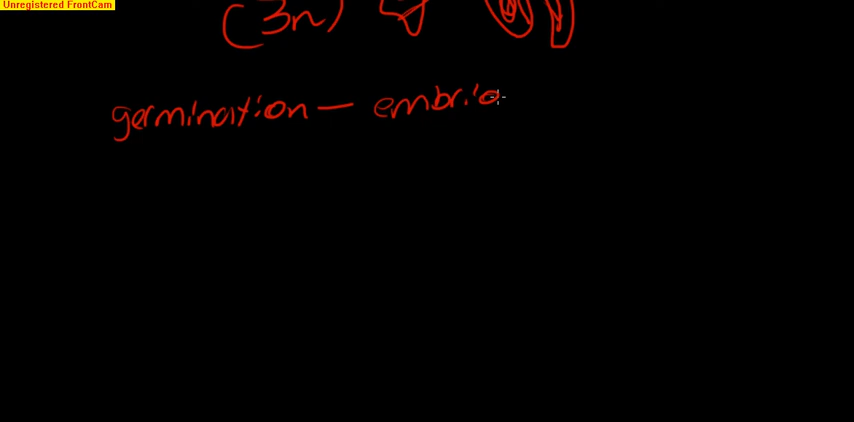 Unregistered FrontCam
(3n)
germination — embrio